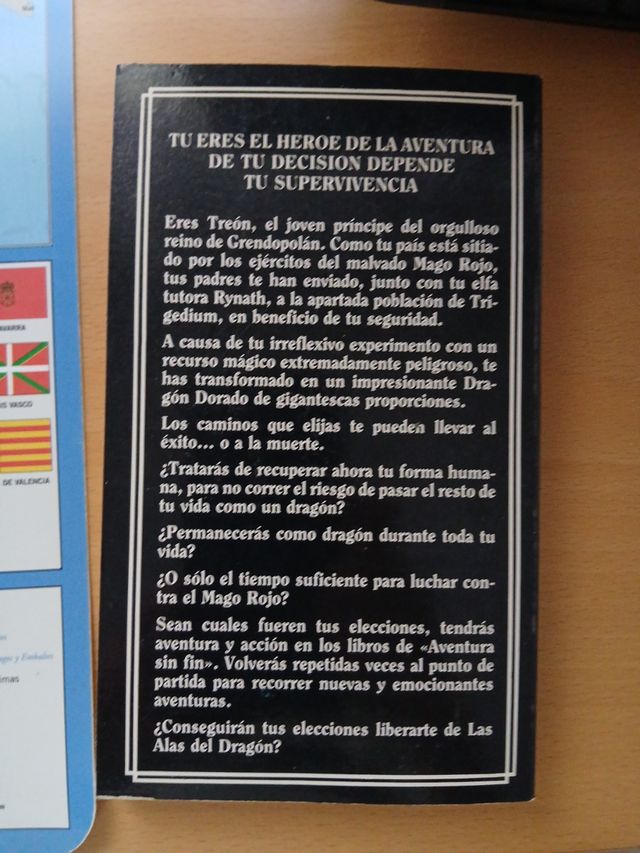 TU ERES EL HEROE DE LA AVENTURA
DE TU DECISION DEPENDE
TU SUPERVIVENCIA
Eres Treón, el joven príncipe del orgulloso
reino de Grendopolán. Como tu país está sitia-
do por los ejércitos del malvado Mago Rojo,
tus padres te han enviado, junto con tu elfa
tutora Rynath, a la apartada población de Tri-
gedium, en beneficio de tu seguridad.
A causa de tu irreflexivo experimento con un
recurso mágico extremadamente peligroso, te
has transformado en un impresionante Dra-
gón Dorado de gigantescas proporciones.
Los caminos que elijas te pueden llevar al
éxito... o a la muerte.
¿Tratarás de recuperar ahora tu forma huma-
na, para no correr el riesgo de pasar el resto de
tu vida como un dragón?
¿Permanecerás como dragón durante toda tu
vida?
¿O sólo el tiempo suficiente para luchar con-
tra el Mago Rojo?
Sean cuales fueren tus elecciones, tendrás
aventura y acción en los libros de «Aventura
sin fin». Volverás repetidas veces al punto de
partida para recorrer nuevas y emocionantes
aventuras.
¿Conseguirán tus elecciones liberarte de Las
Alas del Dragón?
VASCO
DE VALENCIA
y Euskaltel